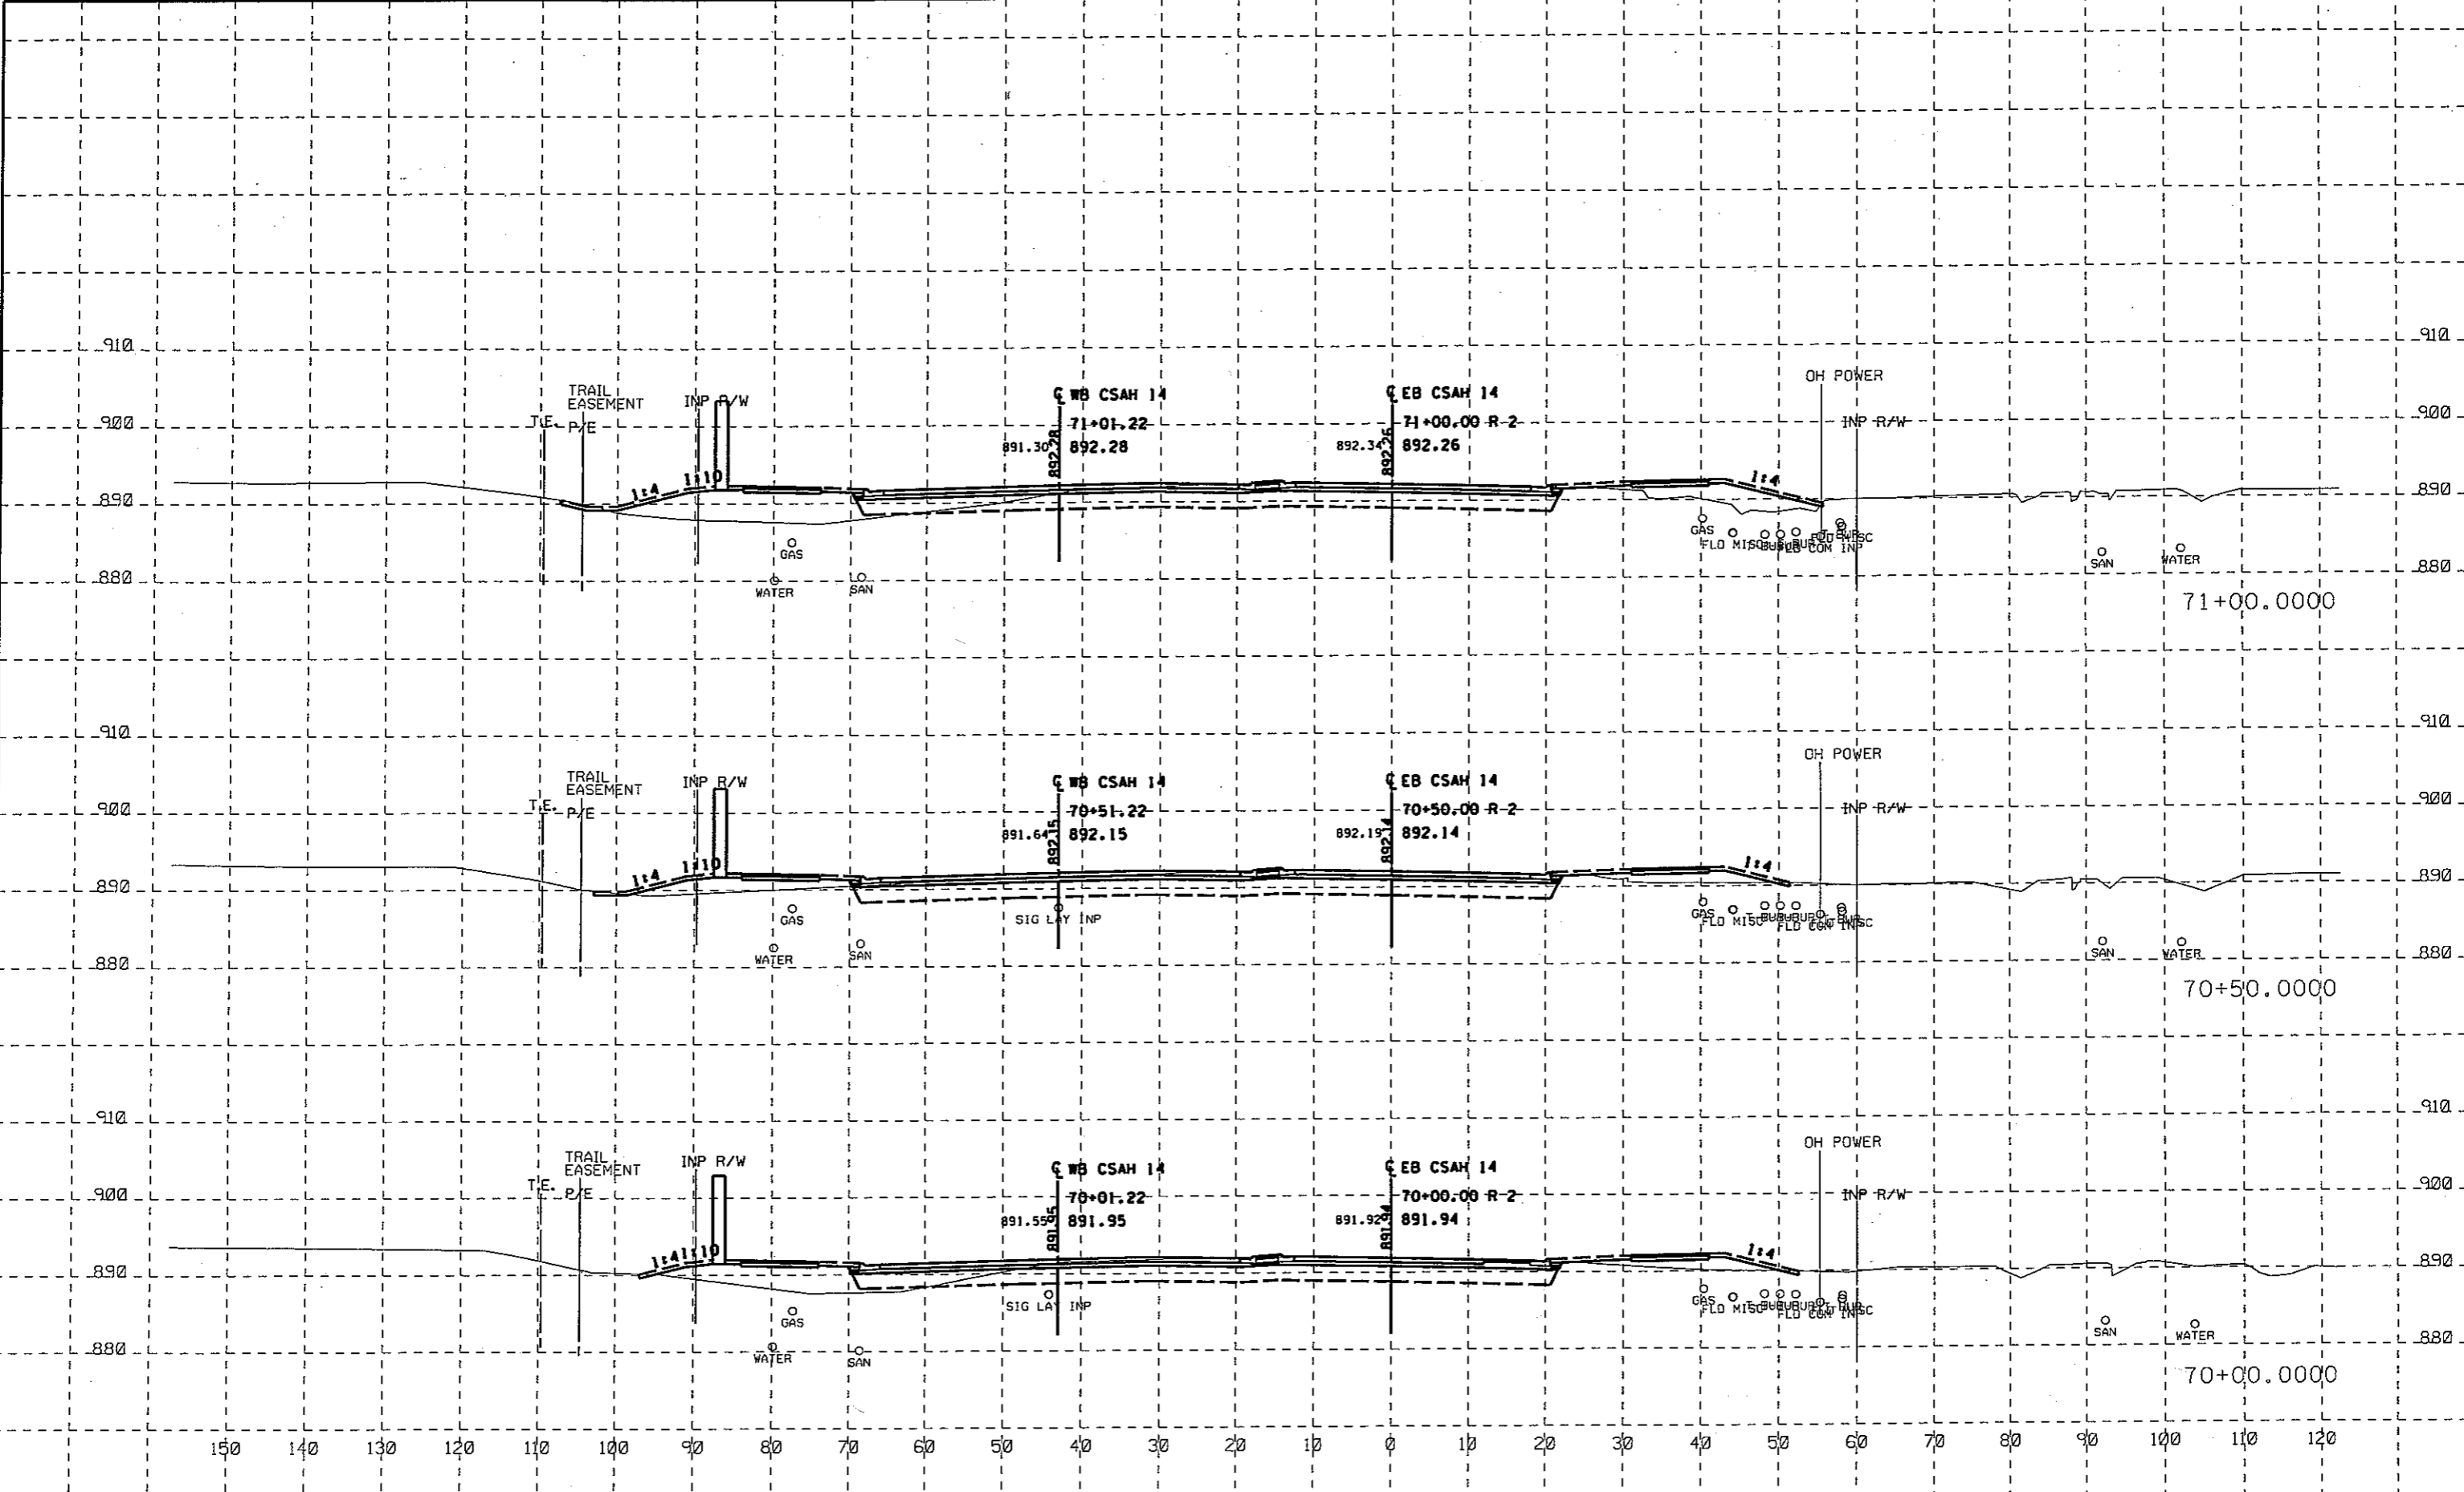 910 910
TRAIL
EASEMENT
INP R/W
T.E.
P/E
℄ WB CSAH 14
℄ EB CSAH 14
OH POWER
900 900
71+01.22
71+00.00 R-2
INP R/W
891.30
892.28
892.28
892.34
892.26
892.26
1:4
1:10
1:4
890 890
GAS
GAS
FLO MISC
COM INP
880 880
WATER
SAN
SAN
WATER
71+00.0000
910 910
TRAIL
EASEMENT
INP R/W
T.E.
P/E
℄ WB CSAH 14
℄ EB CSAH 14
OH POWER
900 900
70+51.22
70+50.00 R-2
INP R/W
891.64
892.15
892.15
892.19
892.14
892.14
1:4
1:10
1:4
890 890
GAS
SIG LAY INP
GAS
FLO MISC
WATER
SAN
SAN
WATER
880 880
70+50.0000
910 910
TRAIL
EASEMENT
INP R/W
T.E.
P/E
℄ WB CSAH 14
℄ EB CSAH 14
OH POWER
900 900
70+01.22
70+00.00 R-2
INP R/W
891.55
891.95
891.95
891.92
891.94
891.94
1:4
1:10
1:4
890 890
GAS
SIG LAY INP
GAS
FLO MISC
880 880
WATER
SAN
SAN
WATER
70+00.0000
150 140 130 120 110 100 90 80 70 60 50 40 30 20 10 0 10 20 30 40 50 60 70 80 90 100 110 120